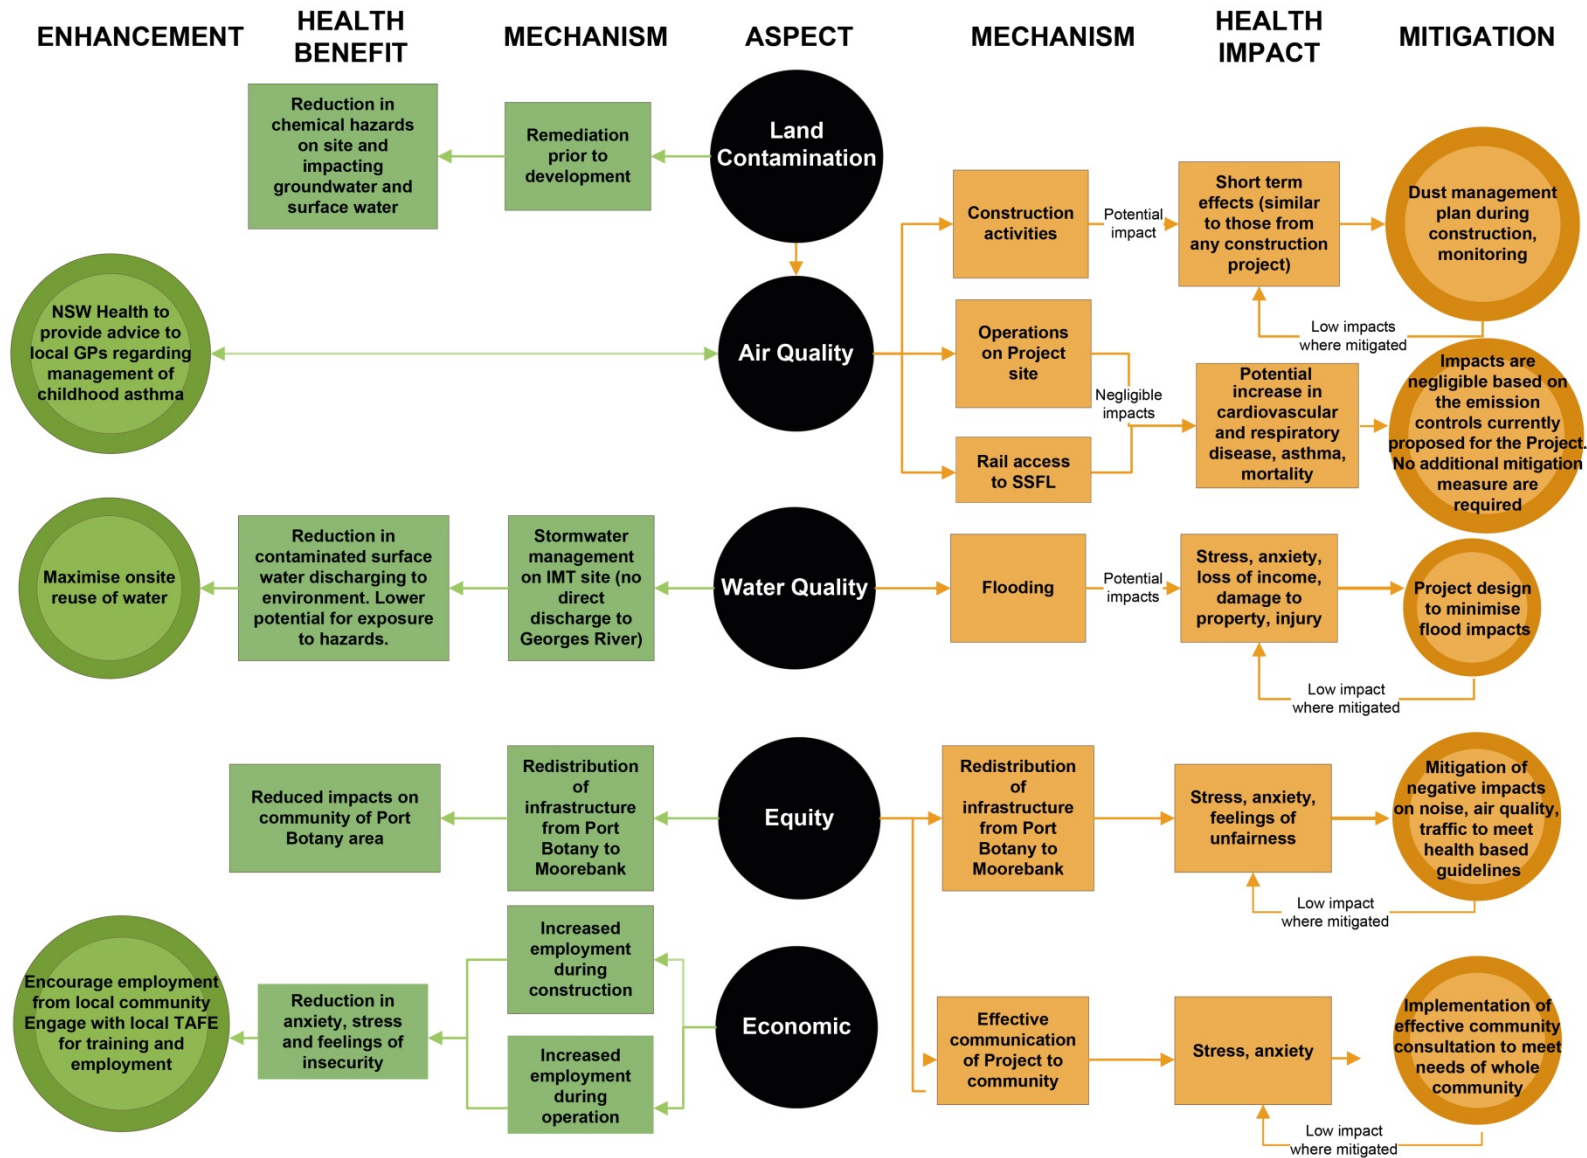 ENHANCEMENT
HEALTH
BENEFIT
MECHANISM
ASPECT
MECHANISM
HEALTH
IMPACT
MITIGATION
Reduction in
chemical hazards
on site and
impacting
groundwater and
surface water
Remediation
prior to
development
Land
Contamination
Construction
activities
Potential
impact
Short term
effects (similar
to those from
any construction
project)
Dust management
plan during
construction,
monitoring
Low impacts
where mitigated
NSW Health to
provide advice to
local GPs regarding
management of
childhood asthma
Air Quality
Operations
on Project
site
Rail access
to SSFL
Negligible
impacts
Potential
increase in
cardiovascular
and respiratory
disease, asthma,
mortality
Impacts are
negligible based on
the emission
controls currently
proposed for the Project.
No additional mitigation
measure are
required
Maximise onsite
reuse of water
Reduction in
contaminated surface
water discharging to
environment. Lower
potential for exposure
to hazards.
Stormwater
management
on IMT site (no
direct
discharge to
Georges River)
Water Quality
Flooding
Potential
impacts
Stress, anxiety,
loss of income,
damage to
property, injury
Project design
to minimise
flood impacts
Low impact
where mitigated
Reduced impacts on
community of Port
Botany area
Redistribution
of
infrastructure
from Port
Botany to
Moorebank
Equity
Redistribution
of
infrastructure
from Port
Botany to
Moorebank
Stress, anxiety,
feelings of
unfairness
Mitigation of
negative impacts
on noise, air quality,
traffic to meet
health based
guidelines
Low impact
where mitigated
Encourage employment
from local community
Engage with local TAFE
for training and
employment
Reduction in
anxiety, stress
and feelings of
insecurity
Increased
employment
during
construction
Increased
employment
during
operation
Economic
Effective
communication
of Project to
community
Stress, anxiety
Implementation of
effective community
consultation to meet
needs of whole
community
Low impact
where mitigated